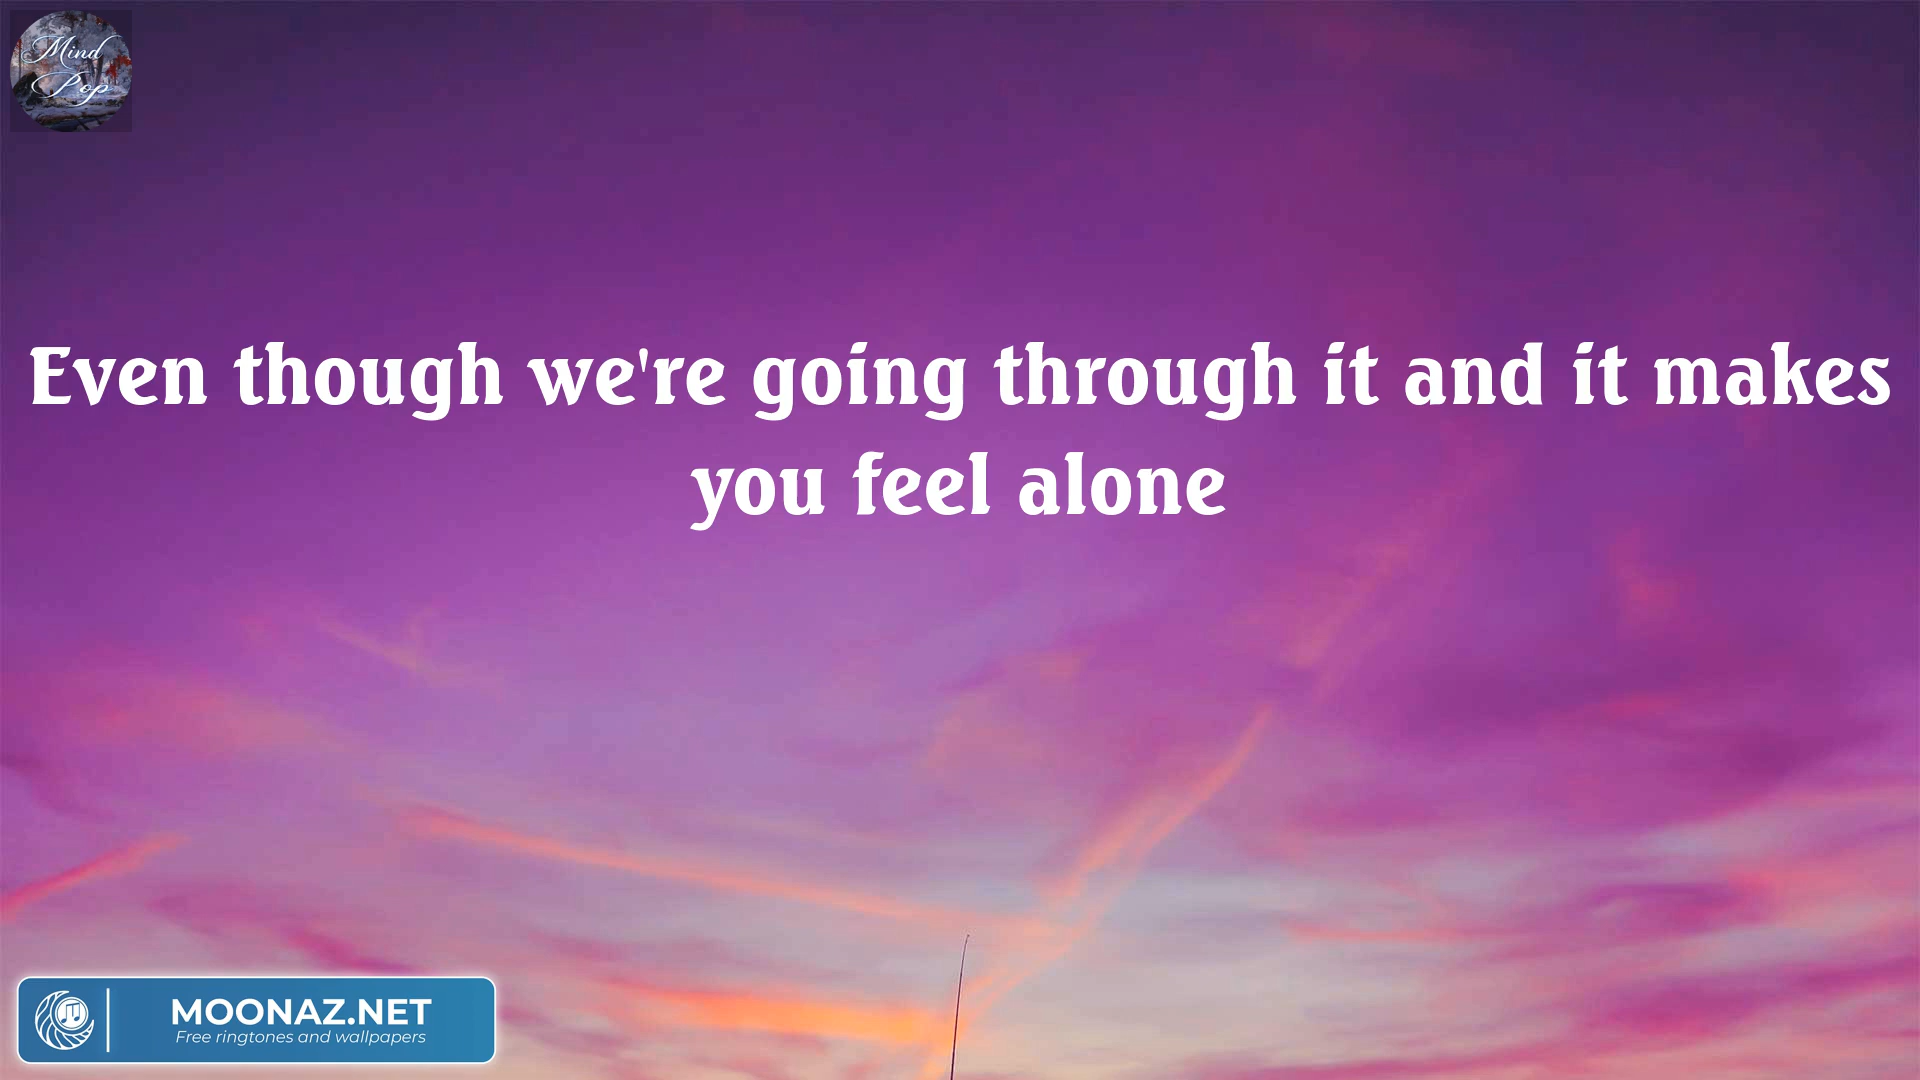 Mind
Pop
Even though we're going through it and it makes
you feel alone
MOONAZ.NET
Free ringtones and wallpapers